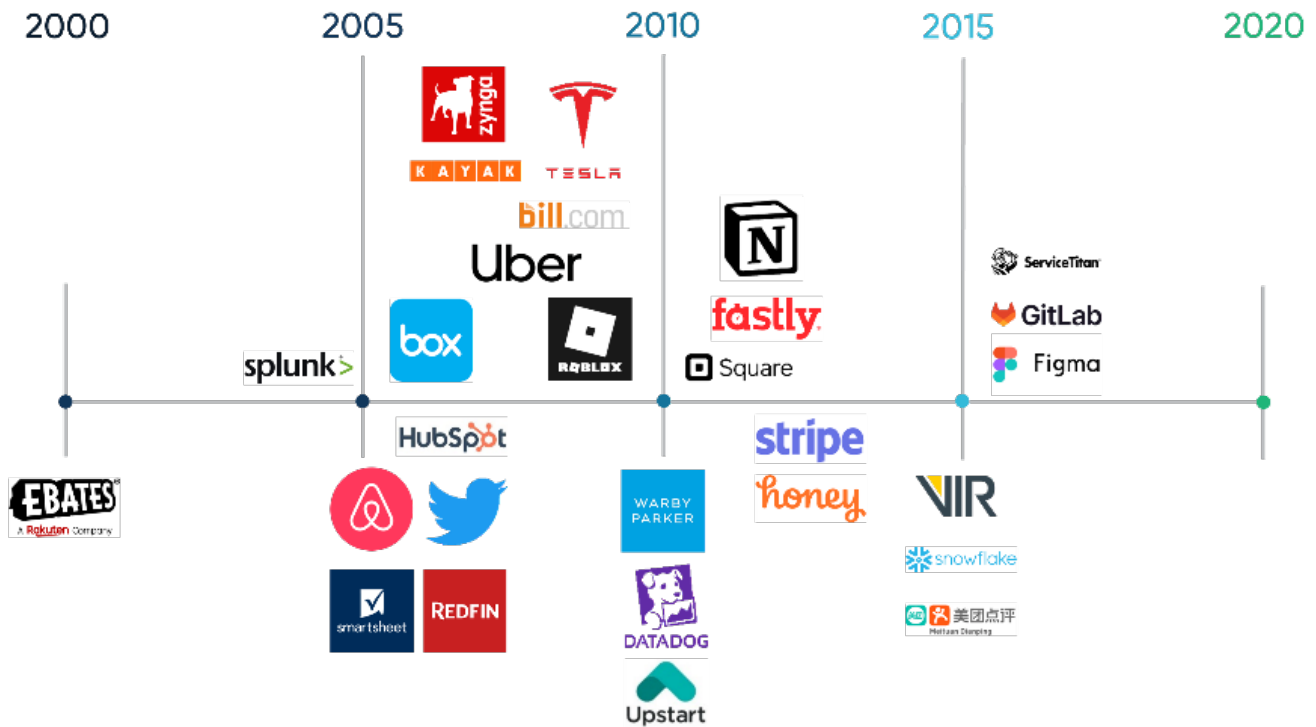 2000
2005
2010
2015
2020
zynga
KAYAK
TESLA
bill.com
Uber
N
box
ROBLOX
fastly
Square
ServiceTitan
GitLab
Figma
splunk>
HubSpot
stripe
honey
EBATES
A Rakuten Company
WARBY
PARKER
VIR
snowflake
smartsheet
REDFIN
DATADOG
美团点评
Meituan Dianping
Upstart